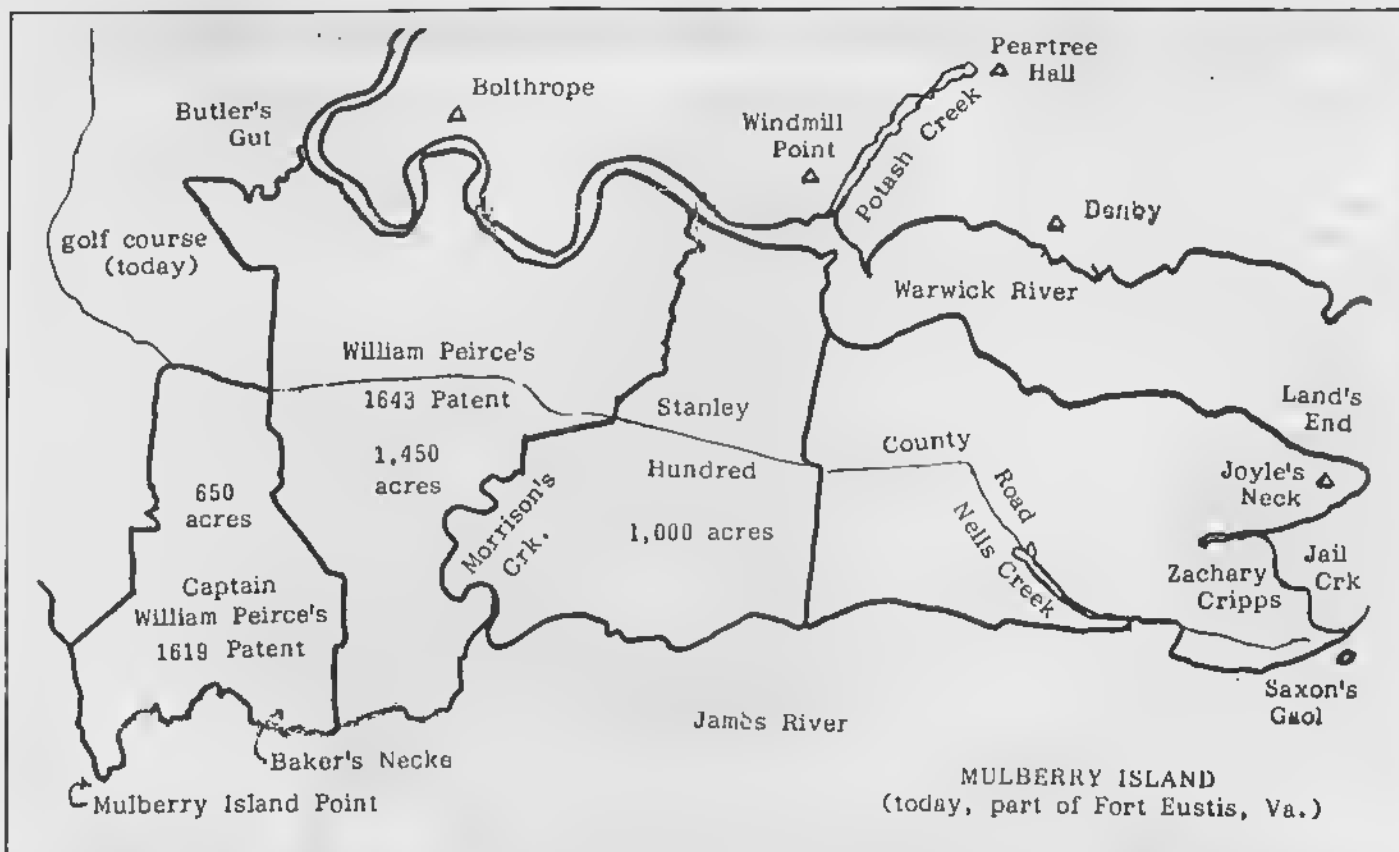 Peartree
Hall
Bolthrope
Butler's
Gut
Windmill
Point
Potash Creek
Denby
golf course
(today)
Warwick River
William Peirce's
1643 Patent
1,450
acres
Stanley
Hundred
1,000 acres
County
Road
Land's
End
Joyle's
Neck
650
acres
Morrison's
Crk.
Nells Creek
Zachary
Cripps
Jail
Crk
Captain
William Peirce's
1619 Patent
Saxon's
Gaol
James River
Baker's Necke
Mulberry Island Point
MULBERRY ISLAND
(today, part of Fort Eustis, Va.)